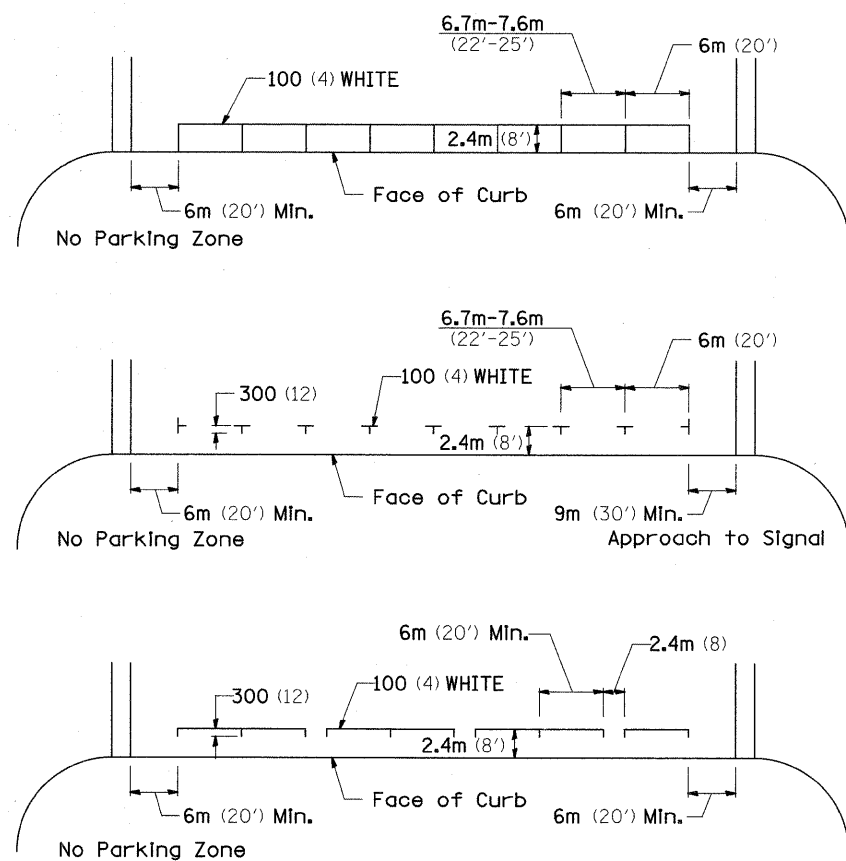 6.7m-7.6m
(22'-25')
6m (20')
100 (4) WHITE
2.4m (8')
Face of Curb
6m (20') Min.
6m (20') Min.
No Parking Zone
6.7m-7.6m
(22'-25')
6m (20')
300 (12)
100 (4) WHITE
2.4m (8')
Face of Curb
6m (20') Min.
9m (30') Min.
No Parking Zone
Approach to Signal
6m (20') Min.
2.4m (8)
300 (12)
100 (4) WHITE
2.4m (8')
Face of Curb
6m (20') Min.
6m (20') Min.
No Parking Zone